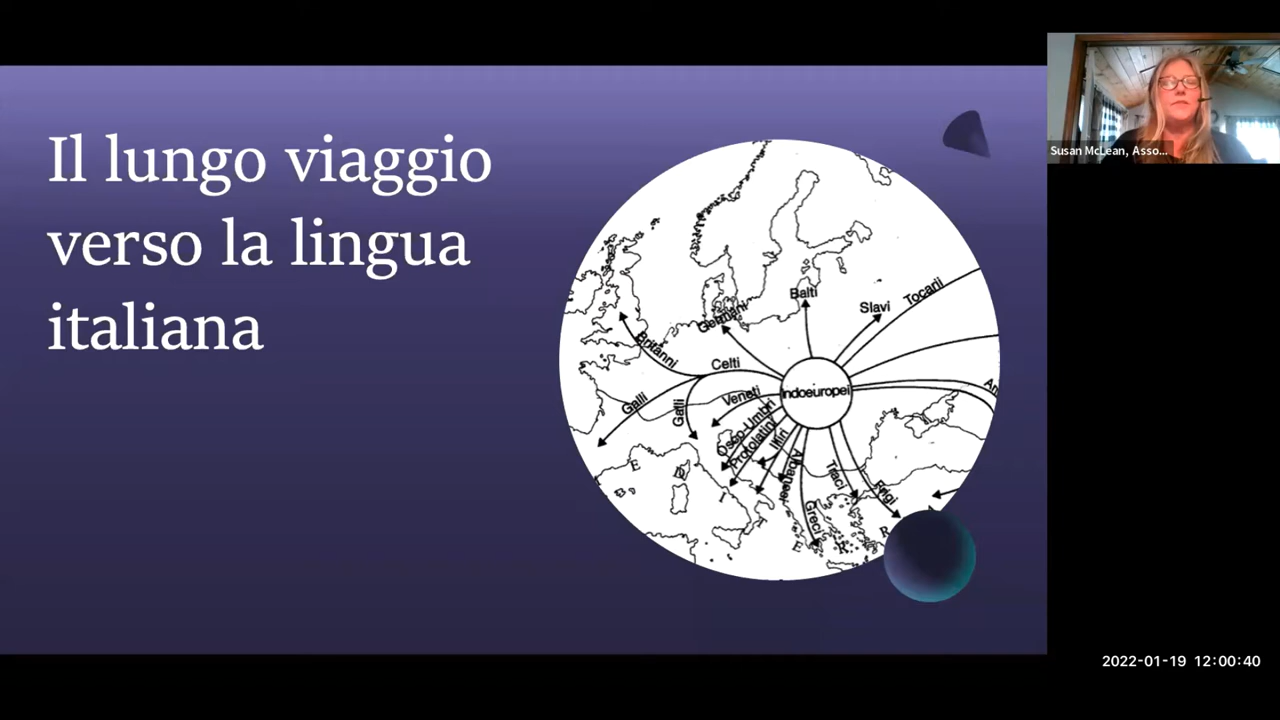 Il lungo viaggio
verso la lingua
italiana
Balti
Slavi
Tocarii
Germani
Britanni
Celti
Galli
Galli
Veneti
Indoeuropei
Osco-Umbri
Protolatini
Illiri
Albanesi
Traci
Frigi
Greci
Susan McLean, Asso...
2022-01-19 12:00:40